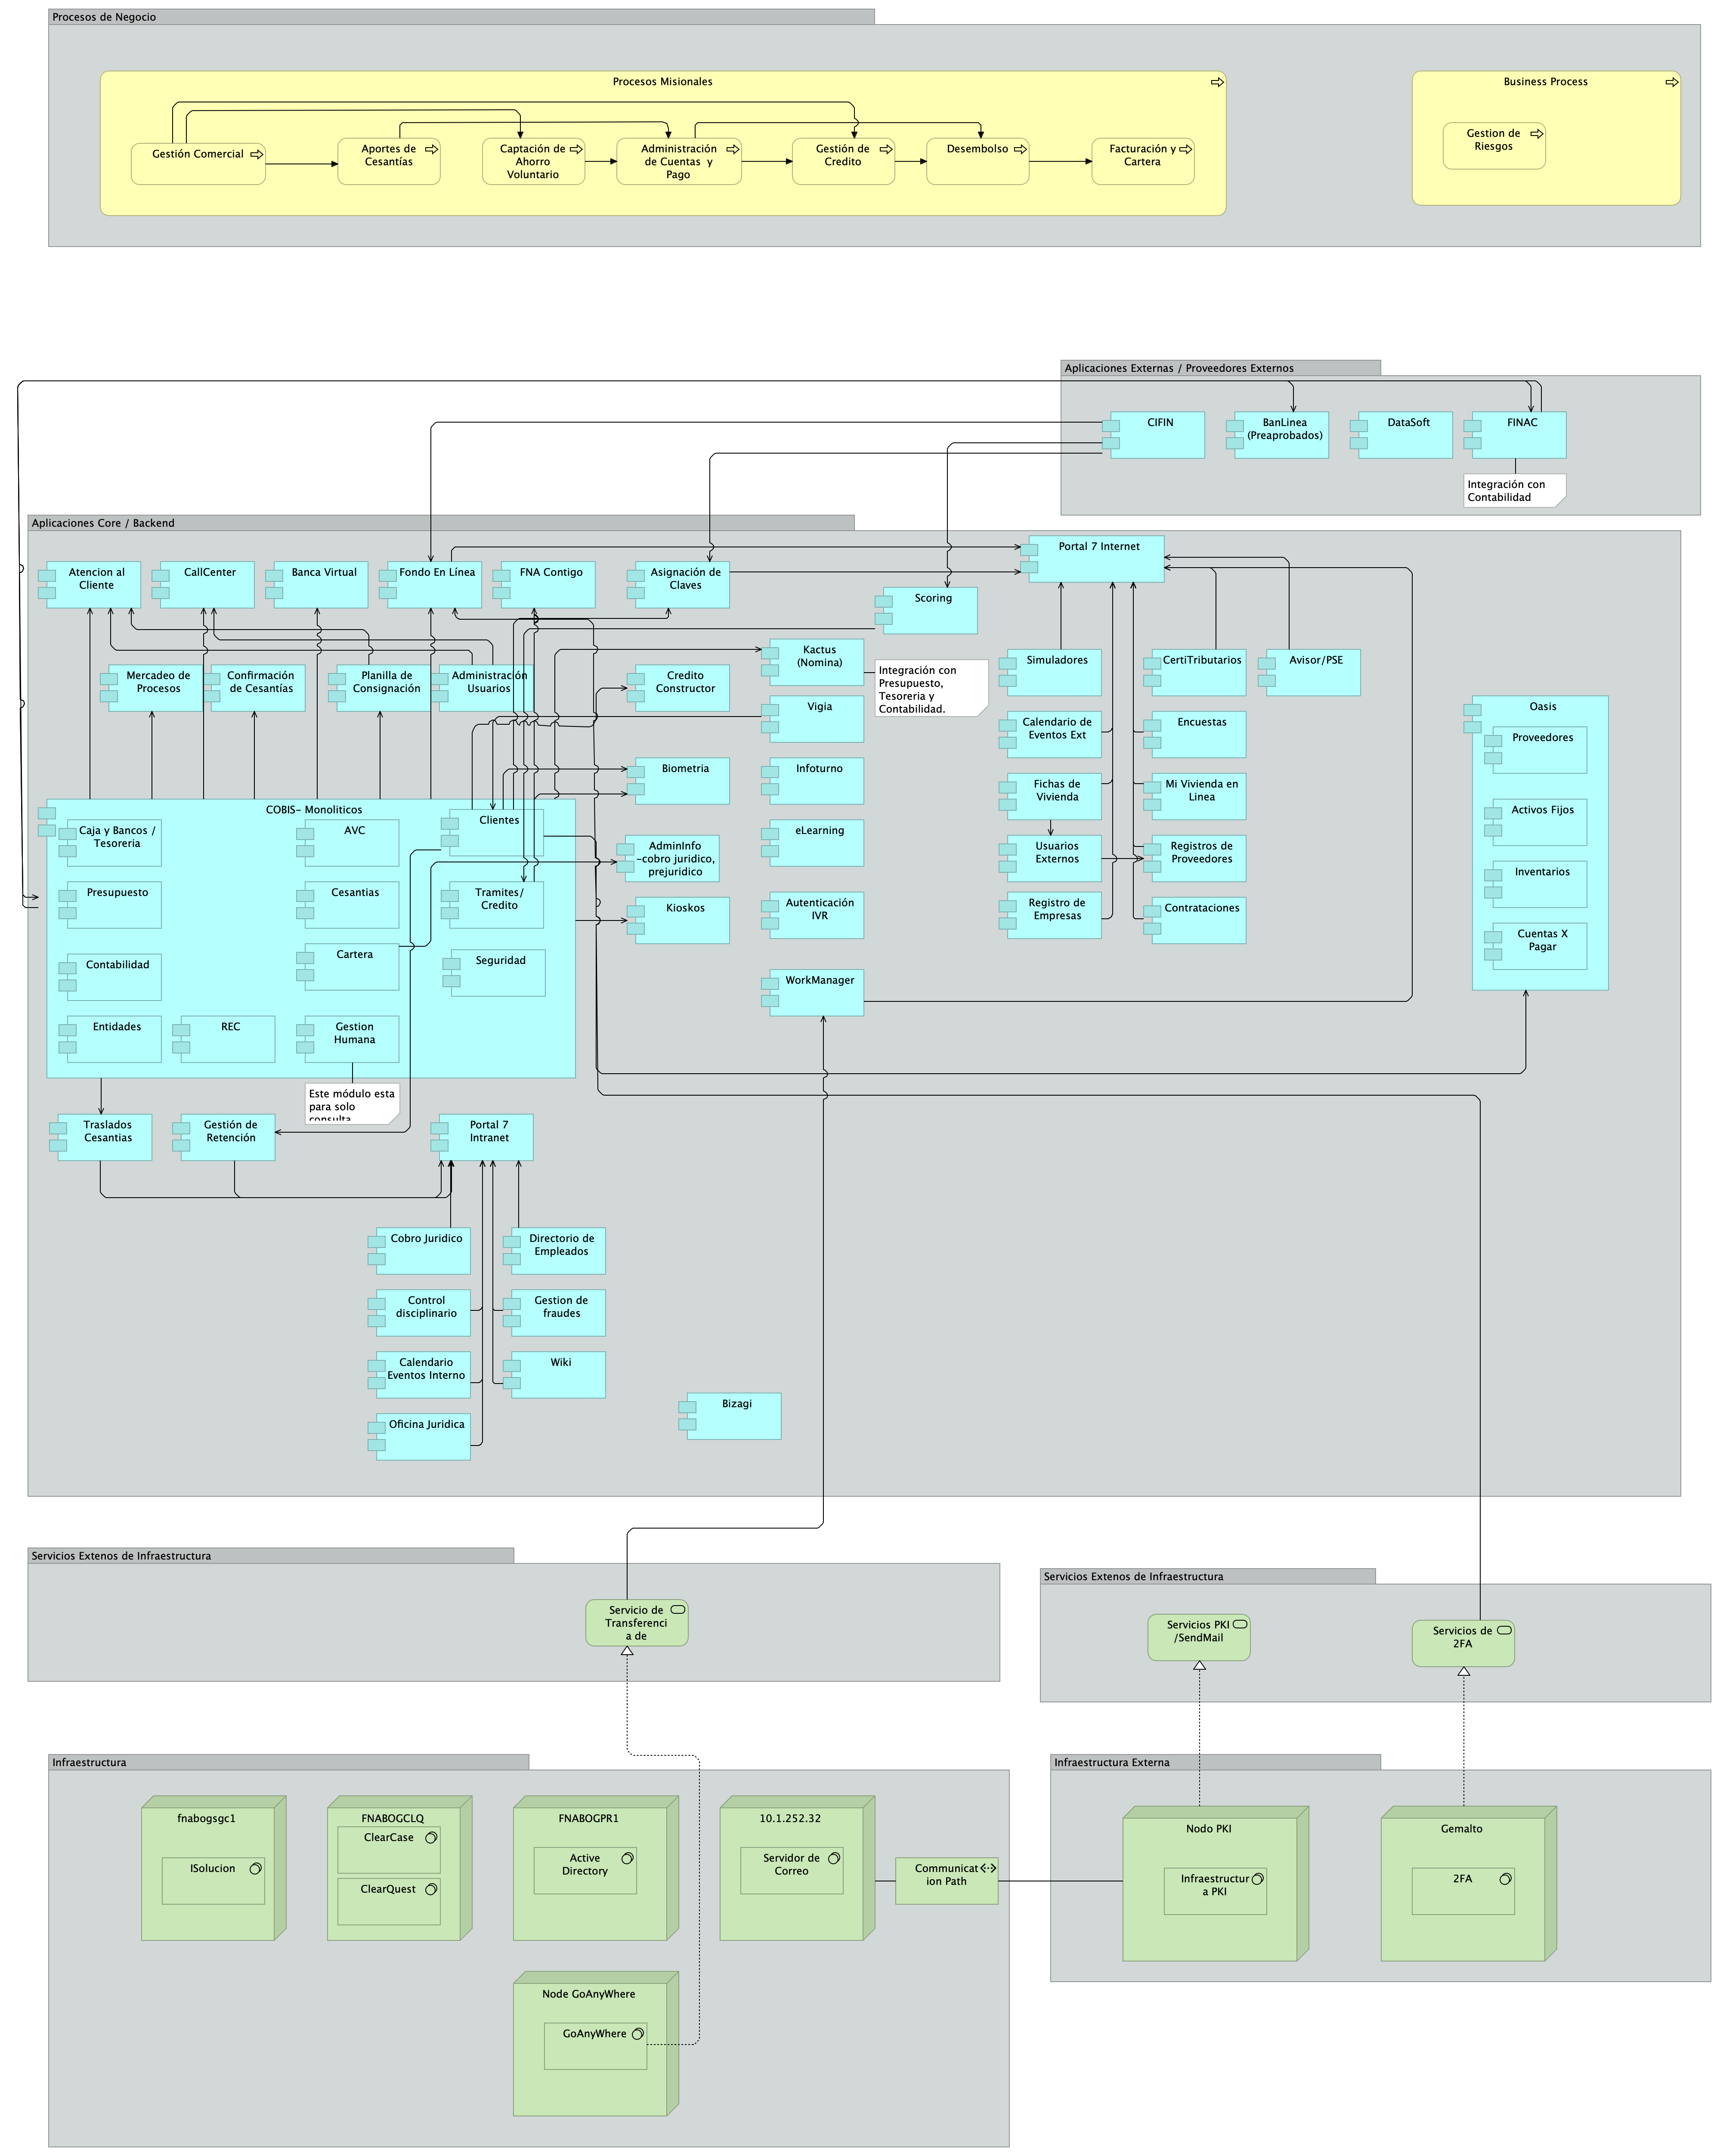 Procesos de Negocio
Procesos Misionales
Business Process
Gestión Comercial
Aportes de
Cesantías
Captación de
Ahorro
Voluntario
Administración
de Cuentas y
Pago
Gestión de
Credito
Desembolso
Facturación y
Cartera
Gestion de
Riesgos
Aplicaciones Externas / Proveedores Externos
CIFIN
BanLinea
(Preaprobados)
DataSoft
FINAC
Integración con
Contabilidad
Aplicaciones Core / Backend
Atencion al
Cliente
CallCenter
Banca Virtual
Fondo En Línea
FNA Contigo
Asignación de
Claves
Portal 7 Internet
Scoring
Mercadeo de
Procesos
Confirmación
de Cesantías
Planilla de
Consignación
Administración
Usuarios
Credito
Constructor
Kactus
(Nomina)
Integración con
Presupuesto,
Tesoreria y
Contabilidad.
Vigia
Simuladores
CertiTributarios
Avisor/PSE
Calendario de
Eventos Ext
Encuestas
Oasis
Proveedores
Activos Fijos
Inventarios
Cuentas X
Pagar
Biometria
Infoturno
Fichas de
Vivienda
Mi Vivienda en
Linea
COBIS- Monoliticos
Caja y Bancos /
Tesoreria
AVC
Clientes
AdminInfo
-cobro juridico,
prejuridico
eLearning
Usuarios
Externos
Registros de
Proveedores
Presupuesto
Cesantias
Tramites/
Credito
Kioskos
Autenticación
IVR
Registro de
Empresas
Contrataciones
Contabilidad
Cartera
Seguridad
WorkManager
Entidades
REC
Gestion
Humana
Este módulo esta
para solo
consulta
Traslados
Cesantias
Gestión de
Retención
Portal 7
Intranet
Cobro Juridico
Directorio de
Empleados
Control
disciplinario
Gestion de
fraudes
Calendario
Eventos Interno
Wiki
Oficina Juridica
Bizagi
Servicios Extenos de Infraestructura
Servicio de
Transferenci
a de
Servicios Extenos de Infraestructura
Servicios PKI
/SendMail
Servicios de
2FA
Infraestructura
fnabogsgc1
ISolucion
FNABOGCLQ
ClearCase
ClearQuest
FNABOGPR1
Active
Directory
10.1.252.32
Servidor de
Correo
Communicat
ion Path
Node GoAnyWhere
GoAnyWhere
Infraestructura Externa
Nodo PKI
Infraestructur
a PKI
Gemalto
2FA